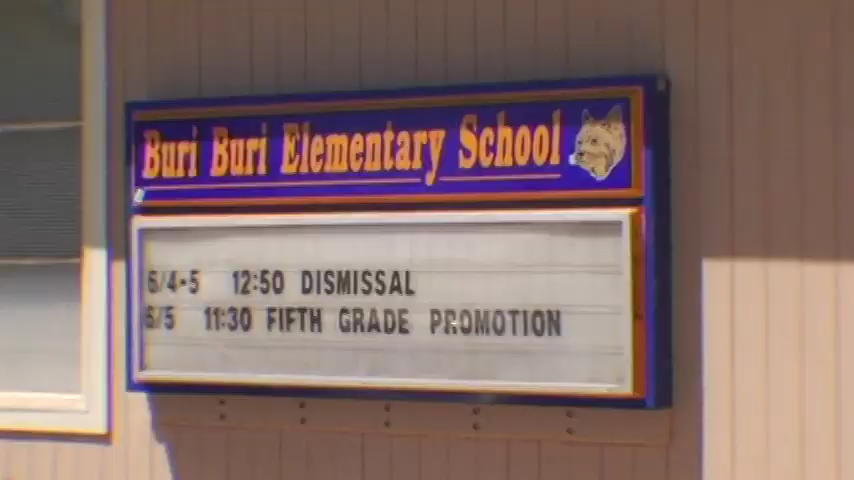 Buri Buri Elementary School
6/4-5 12:50 DISMISSAL
6/5 11:30 FIFTH GRADE PROMOTION